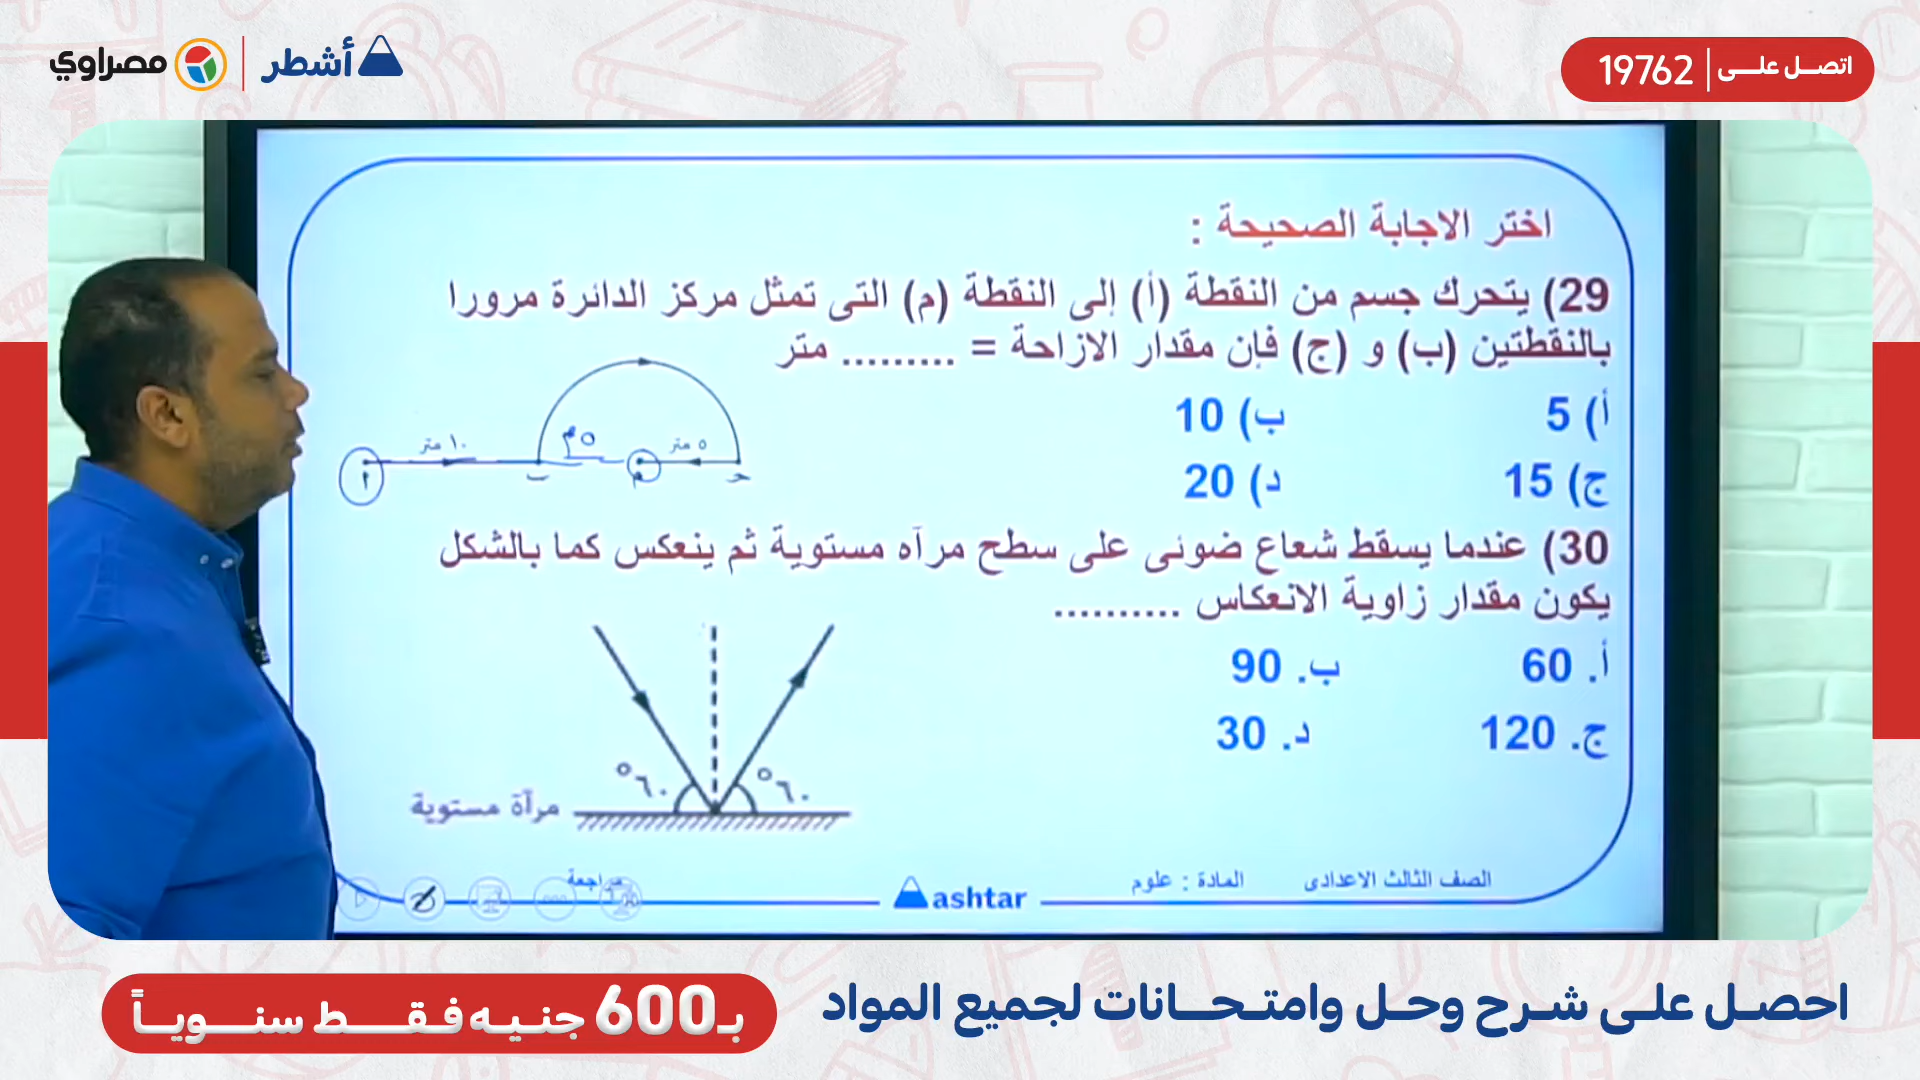 مصراوي
أشطر
اتصل على 19762
اختر الاجابة الصحيحة :
29) يتحرك جسم من النقطة (أ) إلى النقطة (م) التى تمثل مركز الدائرة مرورا
بالنقطتين (ب) و (ج) فإن مقدار الازاحة = ......... متر
أ) 5
ب) 10
ج) 15
د) 20
١٠ متر
٥م
٥ متر
أ
ب
م
حـ
30) عندما يسقط شعاع ضوئى على سطح مرآه مستوية ثم ينعكس كما بالشكل
يكون مقدار زاوية الانعكاس ..........
أ. 60
ب. 90
ج. 120
د. 30
٦٠°
٦٠°
مرآة مستوية
الصف الثالث الاعدادى
المادة : علوم
ashtar
مراجعة
احصل على شرح وحل وامتحانات لجميع المواد
بـ600 جنيه فقط سنوياً